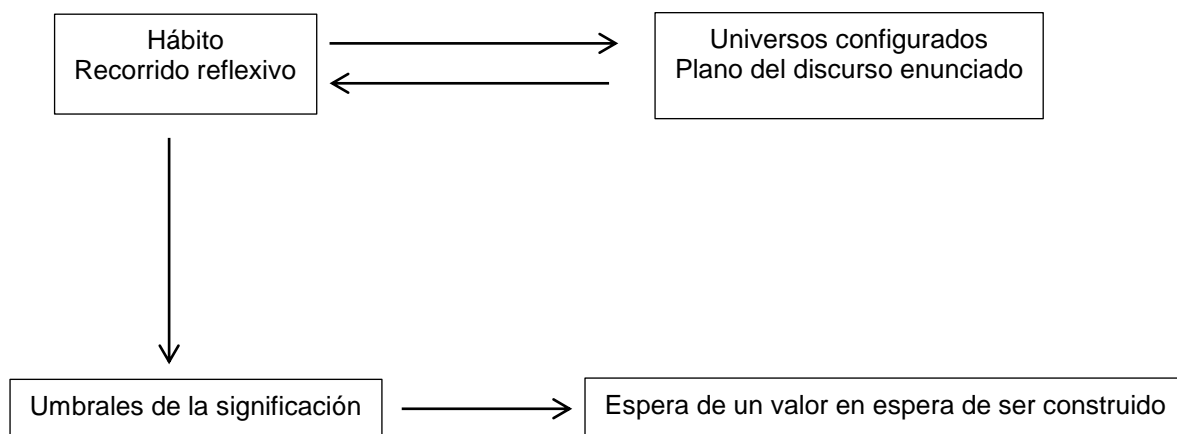 Hábito
Recorrido reflexivo
Universos configurados
Plano del discurso enunciado
Umbrales de la significación
Espera de un valor en espera de ser construido